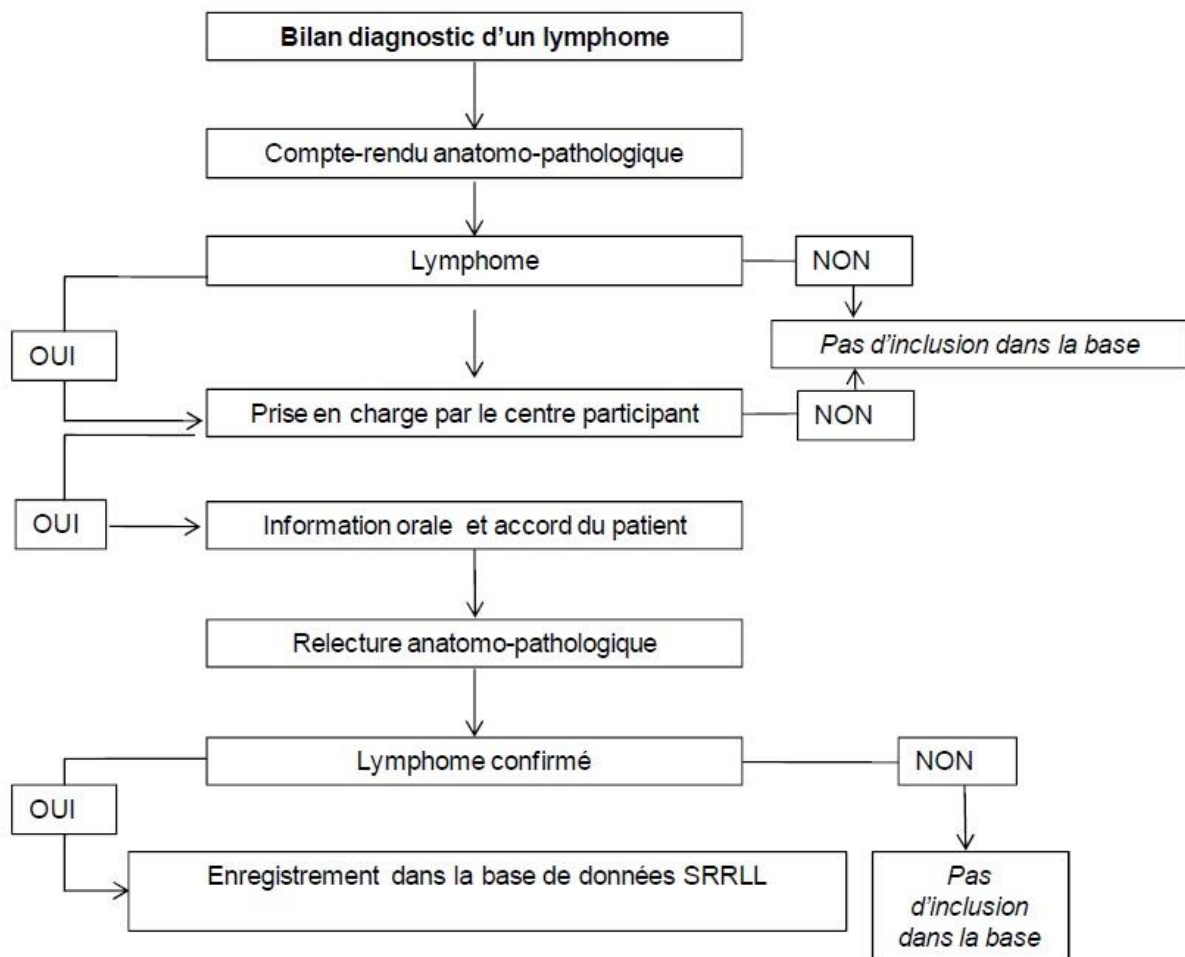 Bilan diagnostic d'un lymphome
Compte-rendu anatomo-pathologique
Lymphome
NON
Pas d'inclusion dans la base
OUI
Prise en charge par le centre participant
NON
OUI
Information orale et accord du patient
Relecture anatomo-pathologique
Lymphome confirmé
NON
OUI
Enregistrement dans la base de données SRRLL
Pas
d'inclusion
dans la base